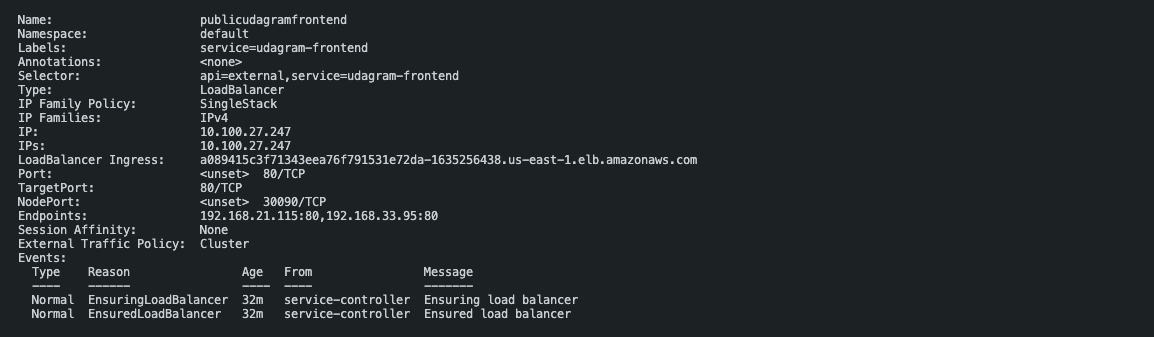 Name:                     publicudagramfrontend
Namespace:                default
Labels:                   service=udagram-frontend
Annotations:              <none>
Selector:                 api=external,service=udagram-frontend
Type:                     LoadBalancer
IP Family Policy:         SingleStack
IP Families:              IPv4
IP:                       10.100.27.247
IPs:                      10.100.27.247
LoadBalancer Ingress:     a089415c3f71343eea76f791531e72da-1635256438.us-east-1.elb.amazonaws.com
Port:                     <unset>  80/TCP
TargetPort:               80/TCP
NodePort:                 <unset>  30090/TCP
Endpoints:                192.168.21.115:80,192.168.33.95:80
Session Affinity:         None
External Traffic Policy:  Cluster
Events:
  Type    Reason                Age   From                Message
  ----    ------                ----  ----                -------
  Normal  EnsuringLoadBalancer  32m   service-controller  Ensuring load balancer
  Normal  EnsuredLoadBalancer   32m   service-controller  Ensured load balancer